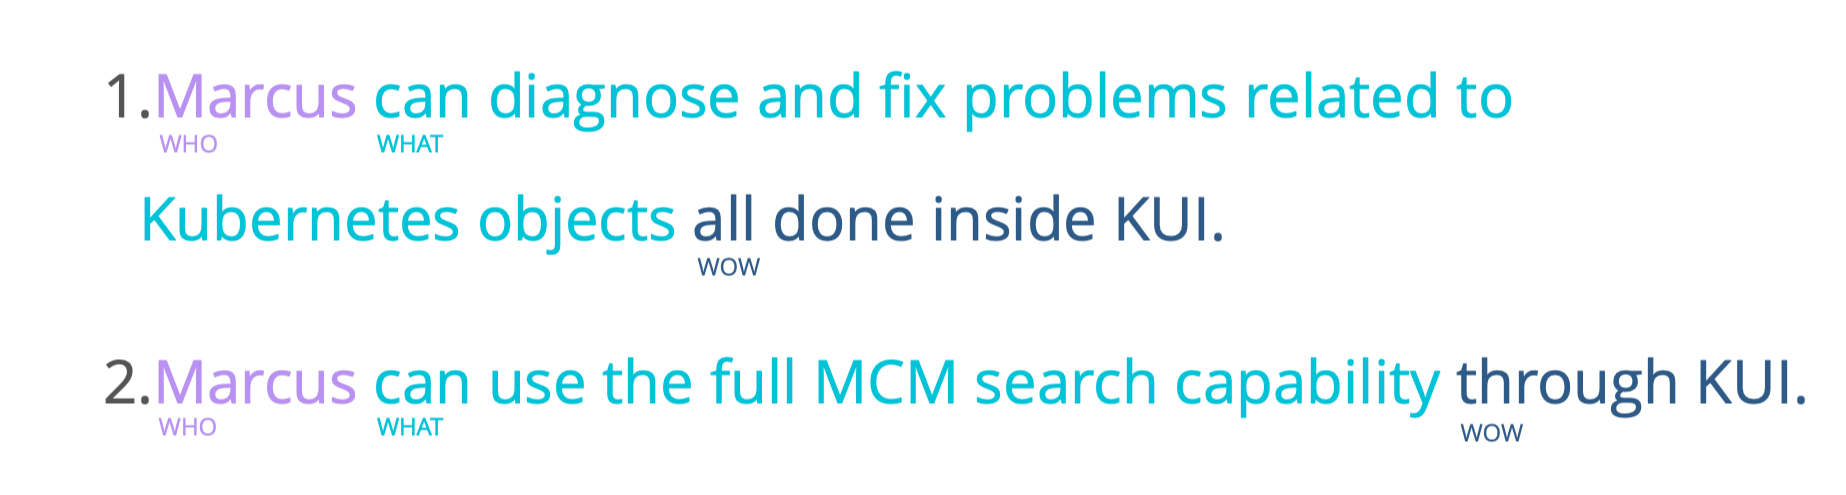 1.Marcus can diagnose and fix problems related to
WHO WHAT
Kubernetes objects all done inside KUI.
WOW
2.Marcus can use the full MCM search capability through KUI.
WHO WHAT WOW